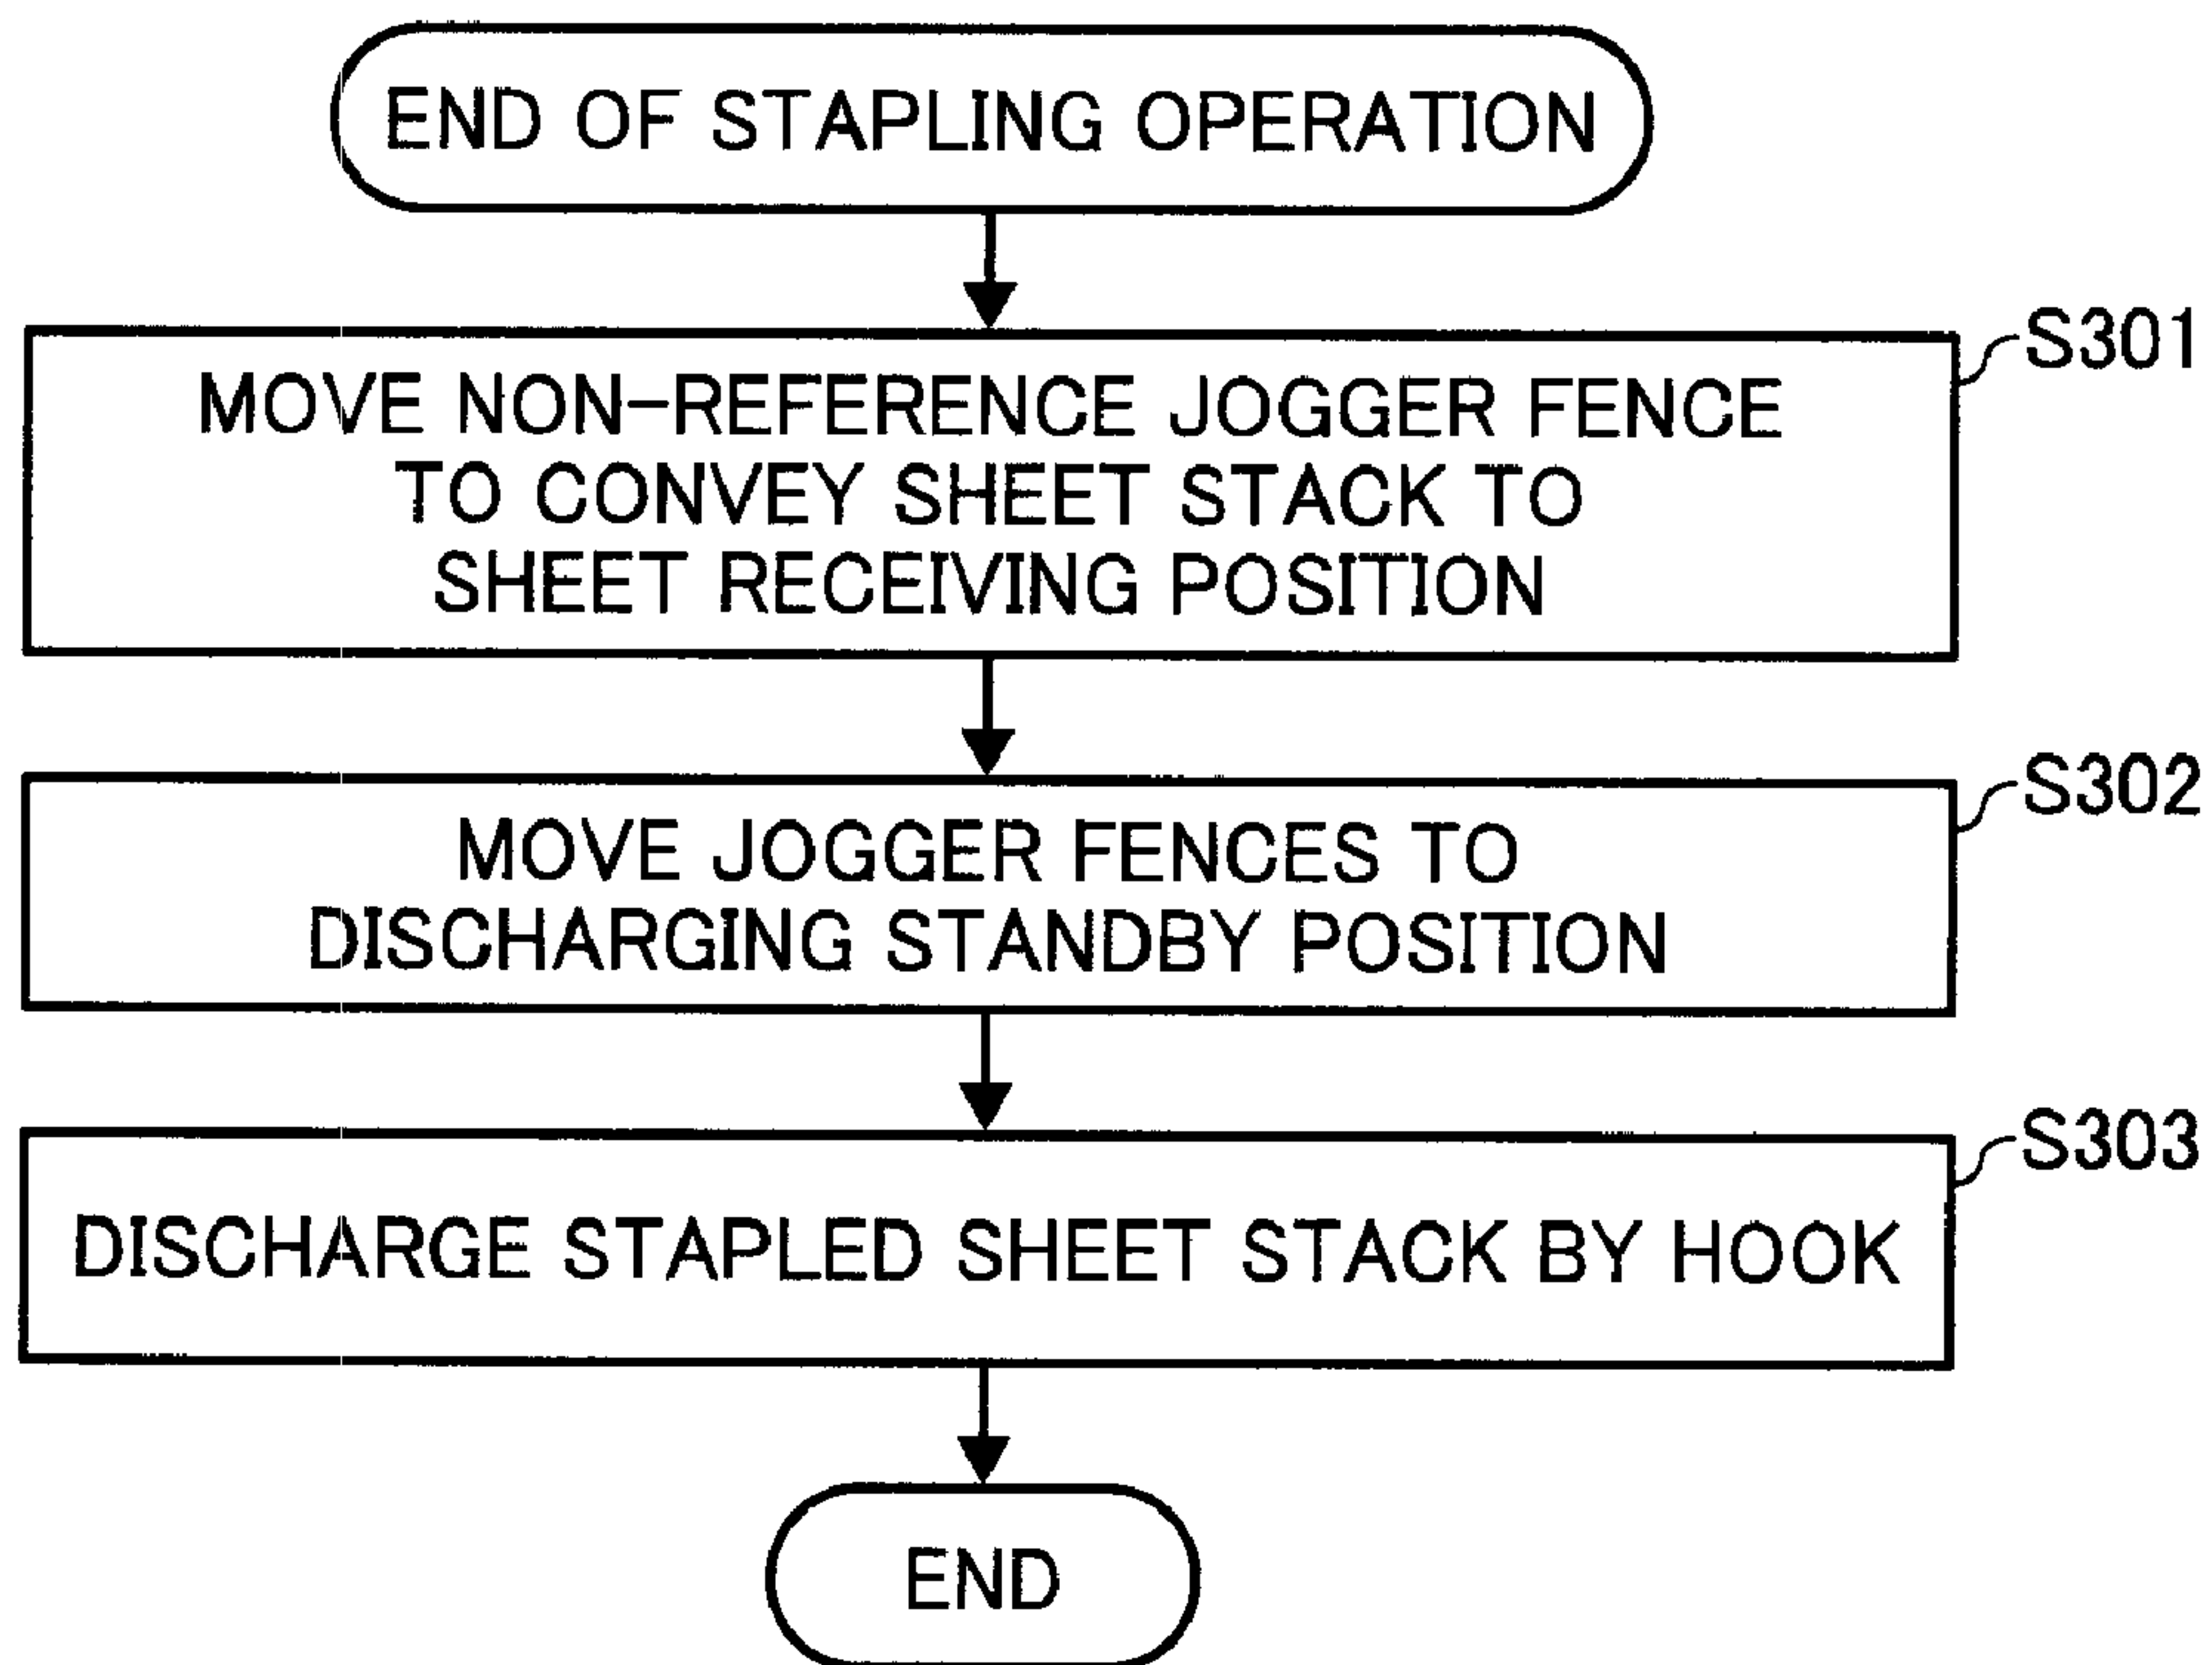 END OF STAPLING OPERATION
S301
MOVE NON-REFERENCE JOGGER FENCE
TO CONVEY SHEET STACK TO
SHEET RECEIVING POSITION
S302
MOVE JOGGER FENCES TO
DISCHARGING STANDBY POSITION
S303
DISCHARGE STAPLED SHEET STACK BY HOOK
END